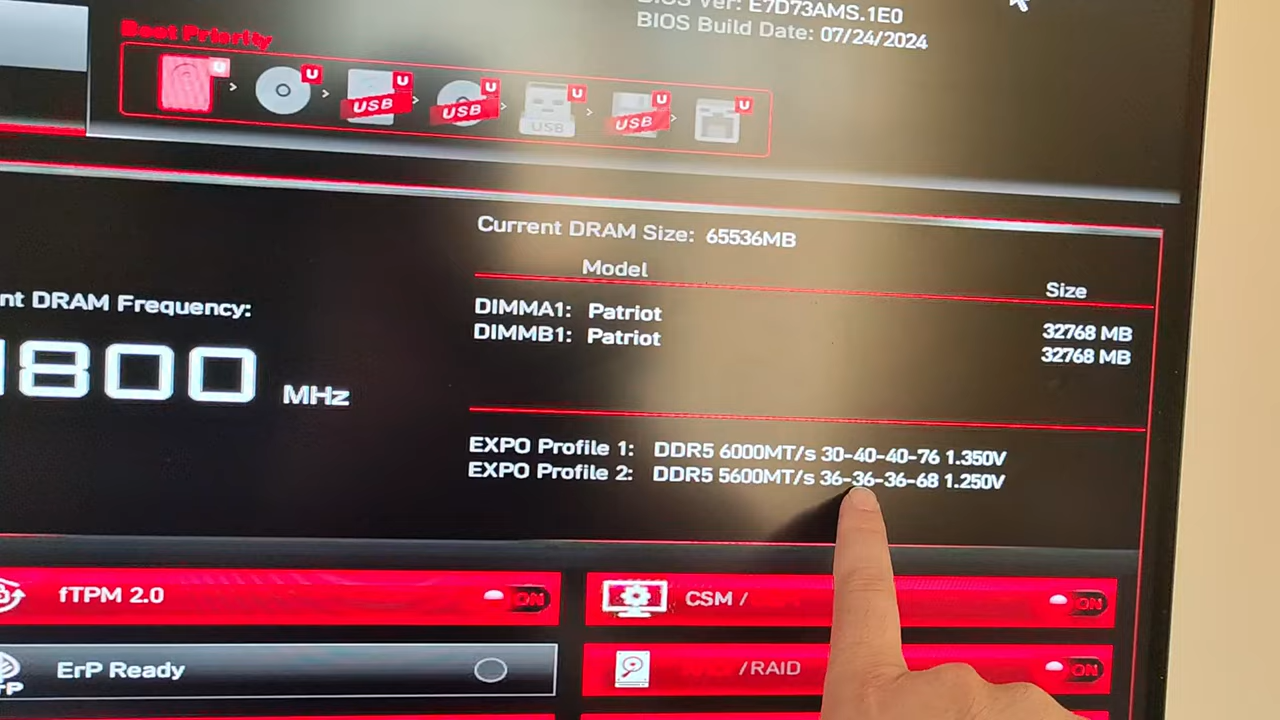 BIOS Ver: E7D73AMS.1E0
BIOS Build Date: 07/24/2024
Boot Priority
U U U U U U U
USB USB USB USB
Current DRAM Size: 65536MB
Model Size
nt DRAM Frequency:
DIMMA1: Patriot 32768 MB
DIMMB1: Patriot 32768 MB
1800 MHz
EXPO Profile 1: DDR5 6000MT/s 30-40-40-76 1.350V
EXPO Profile 2: DDR5 5600MT/s 36-36-36-68 1.250V
fTPM 2.0 ON
CSM / ON
ErP Ready
/RAID ON